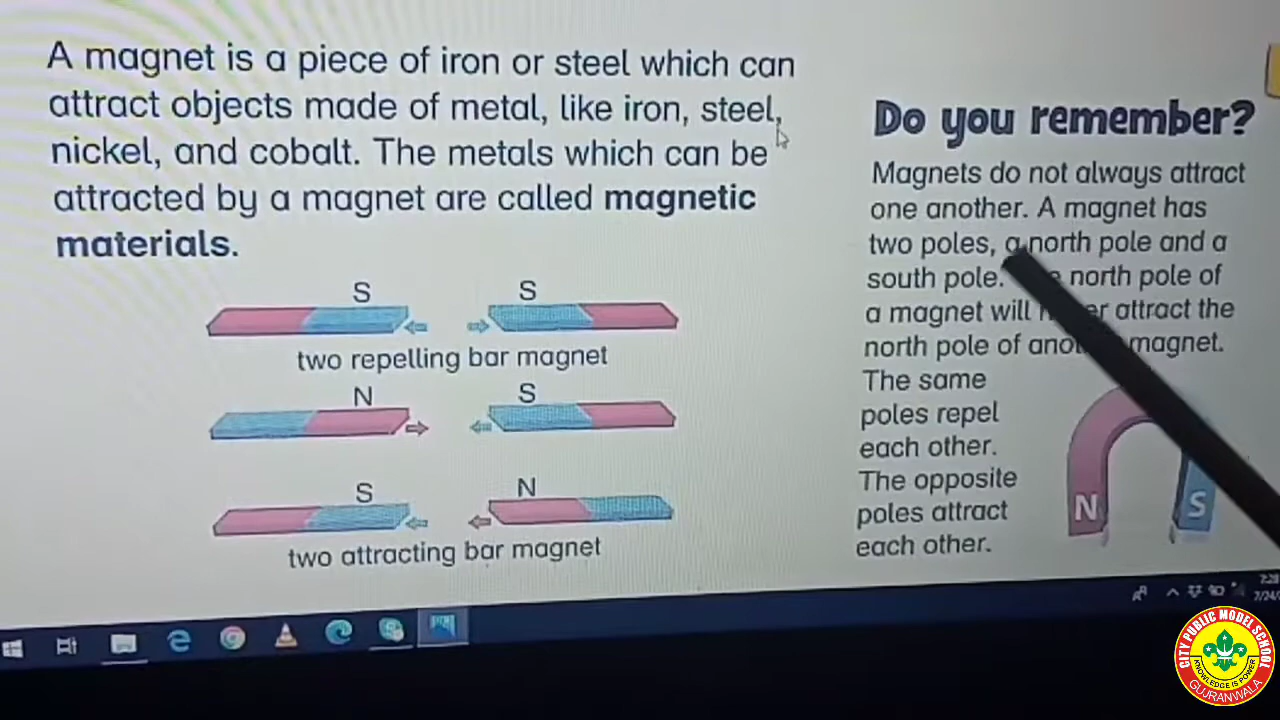 A magnet is a piece of iron or steel which can
attract objects made of metal, like iron, steel,
nickel, and cobalt. The metals which can be
attracted by a magnet are called magnetic
materials.
S S
two repelling bar magnet
N S
S N
two attracting bar magnet
Do you remember?
Magnets do not always attract
one another. A magnet has
two poles, a north pole and a
south pole. north pole of
a magnet will attract the
north pole of magnet.
The same
poles repel
each other.
The opposite
poles attract
each other.
N S
CITY PUBLIC MODEL SCHOOL
KNOWLEDGE IS POWER
GUJRANWALA